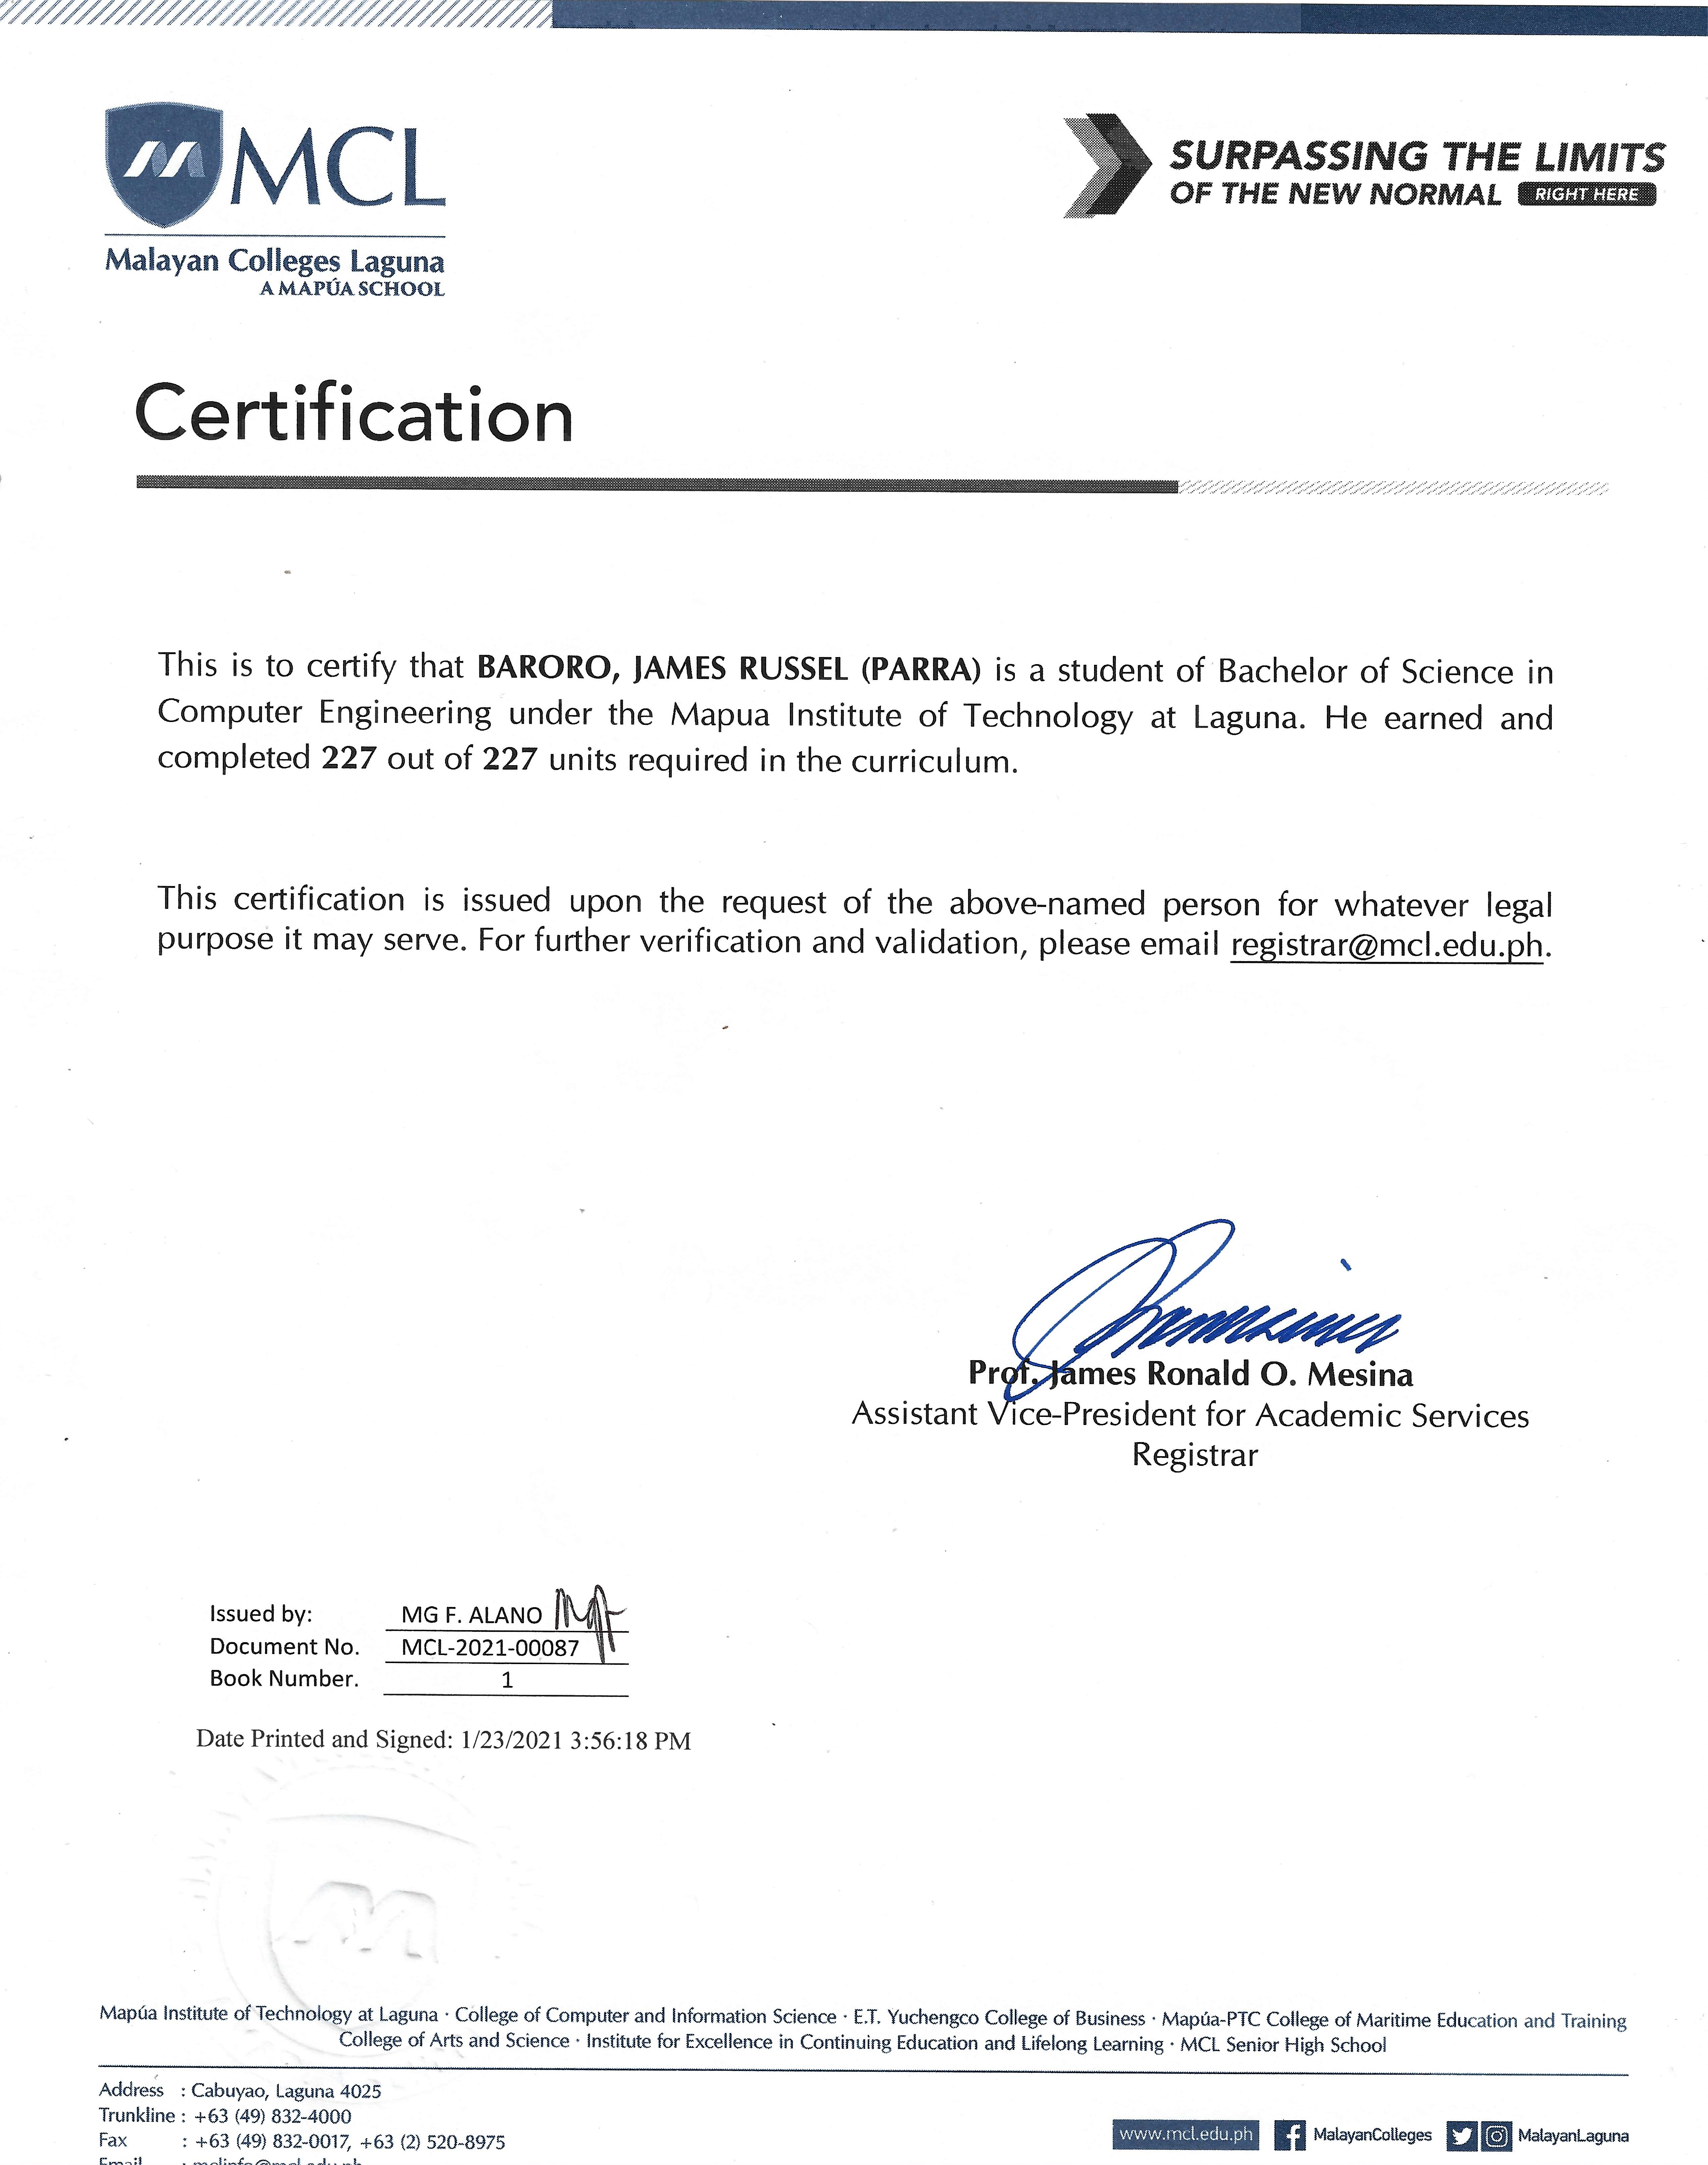 MCL
Malayan Colleges Laguna
A MAPÚA SCHOOL
SURPASSING THE LIMITS
OF THE NEW NORMAL RIGHT HERE
Certification
This is to certify that BARORO, JAMES RUSSEL (PARRA) is a student of Bachelor of Science in
Computer Engineering under the Mapua Institute of Technology at Laguna. He earned and
completed 227 out of 227 units required in the curriculum.
This certification is issued upon the request of the above-named person for whatever legal
purpose it may serve. For further verification and validation, please email registrar@mcl.edu.ph.
Prof. James Ronald O. Mesina
Assistant Vice-President for Academic Services
Registrar
Issued by: MG F. ALANO
Document No. MCL-2021-00087
Book Number. 1
Date Printed and Signed: 1/23/2021 3:56:18 PM
Mapúa Institute of Technology at Laguna · College of Computer and Information Science · E.T. Yuchengco College of Business · Mapúa-PTC College of Maritime Education and Training
College of Arts and Science · Institute for Excellence in Continuing Education and Lifelong Learning · MCL Senior High School
Address : Cabuyao, Laguna 4025
Trunkline : +63 (49) 832-4000
Fax : +63 (49) 832-0017, +63 (2) 520-8975
Email : mclinfo@mcl.edu.ph
www.mcl.edu.ph MalayanColleges MalayanLaguna